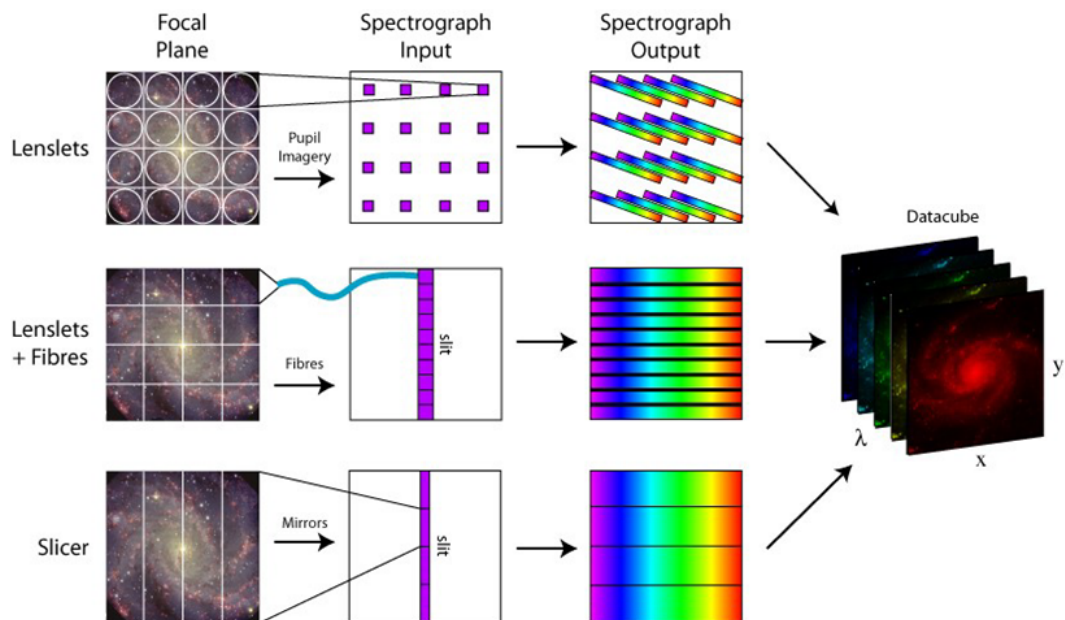 Focal
Plane
Spectrograph
Input
Spectrograph
Output
Lenslets
Pupil
Imagery
Datacube
Lenslets
+ Fibres
Fibres
slit
y
λ
x
Slicer
Mirrors
slit